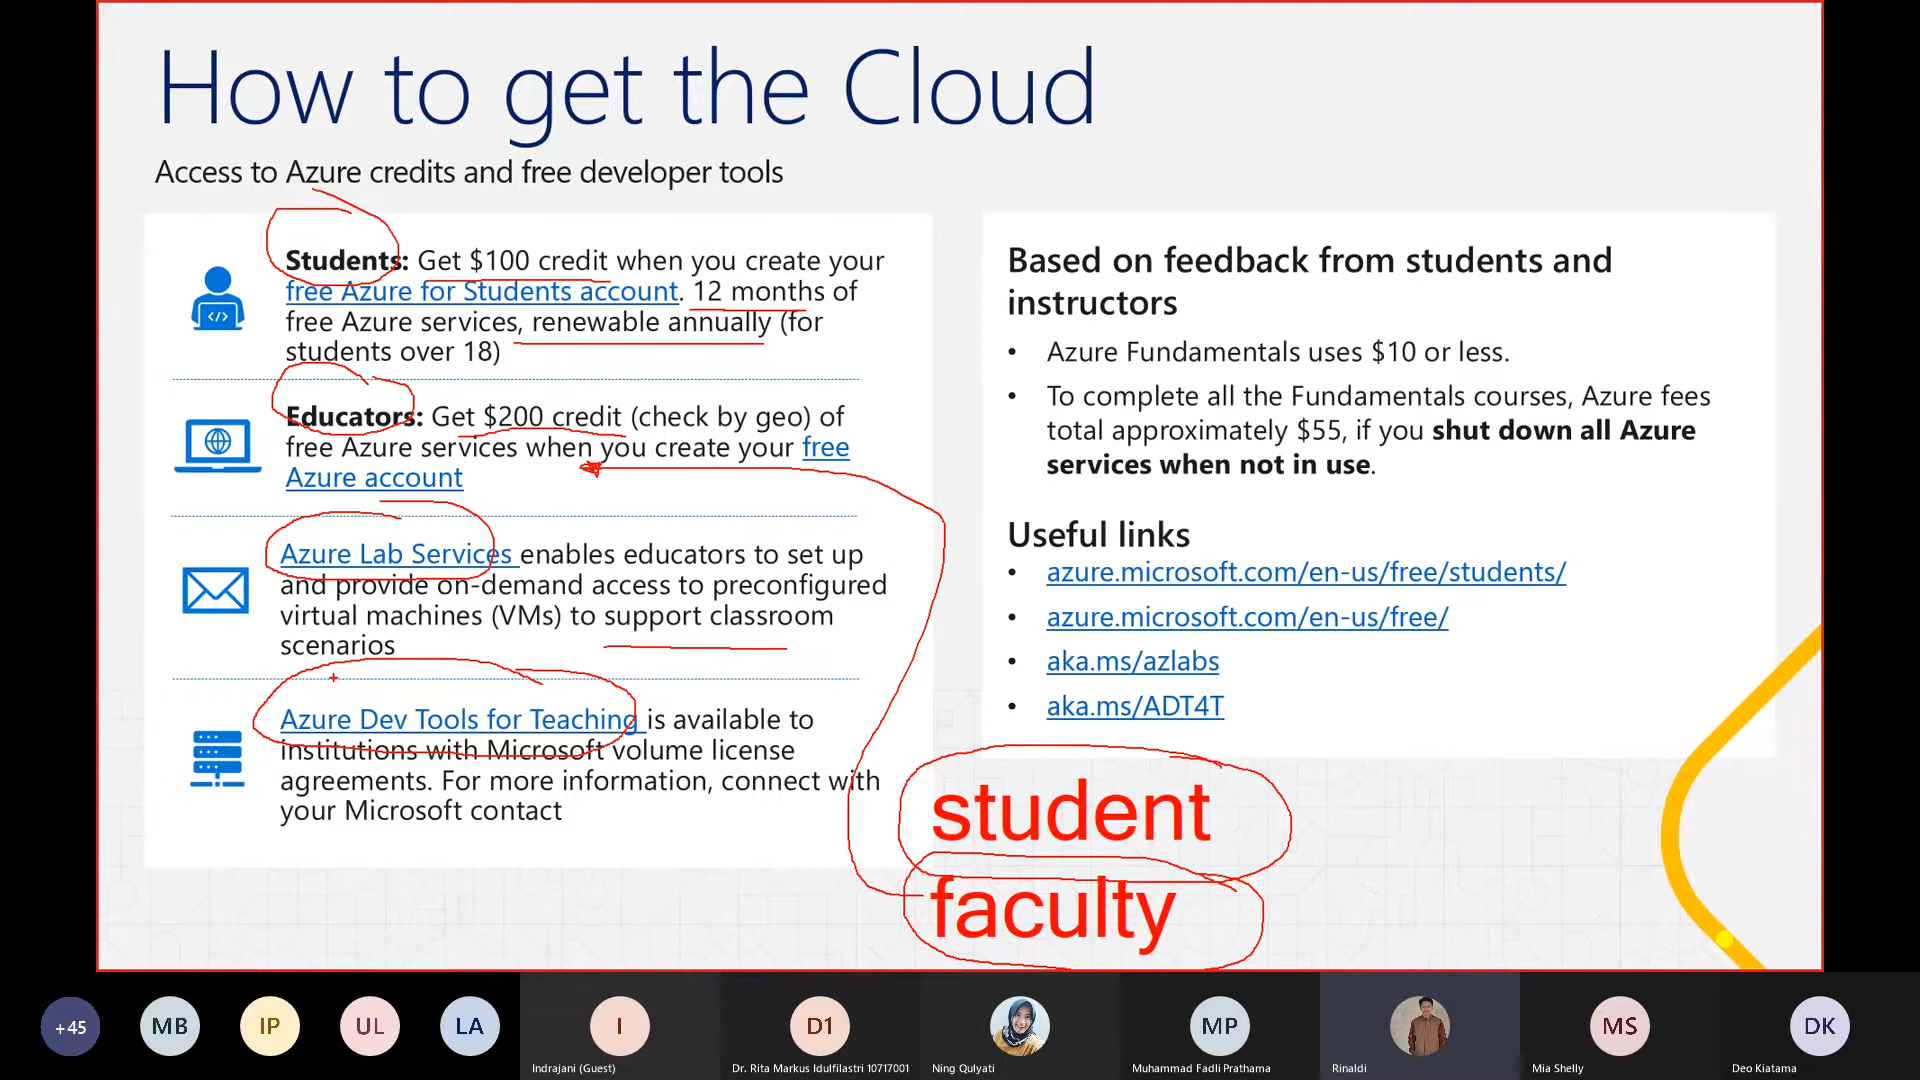 How to get the Cloud
Access to Azure credits and free developer tools
Students: Get $100 credit when you create your
free Azure for Students account. 12 months of
free Azure services, renewable annually (for
students over 18)
Educators: Get $200 credit (check by geo) of
free Azure services when you create your free
Azure account
Azure Lab Services enables educators to set up
and provide on-demand access to preconfigured
virtual machines (VMs) to support classroom
scenarios
Azure Dev Tools for Teaching is available to
institutions with Microsoft volume license
agreements. For more information, connect with
your Microsoft contact
Based on feedback from students and
instructors
• Azure Fundamentals uses $10 or less.
• To complete all the Fundamentals courses, Azure fees
total approximately $55, if you shut down all Azure
services when not in use.
Useful links
• azure.microsoft.com/en-us/free/students/
• azure.microsoft.com/en-us/free/
• aka.ms/azlabs
• aka.ms/ADT4T
student
faculty
+45
MB
IP
UL
LA
I
Indrajani (Guest)
D1
Dr. Rita Markus Idulfilastri 10717001
Ning Qulyati
MP
Muhammad Fadli Prathama
Rinaldi
MS
Mia Shelly
DK
Deo Kiatama